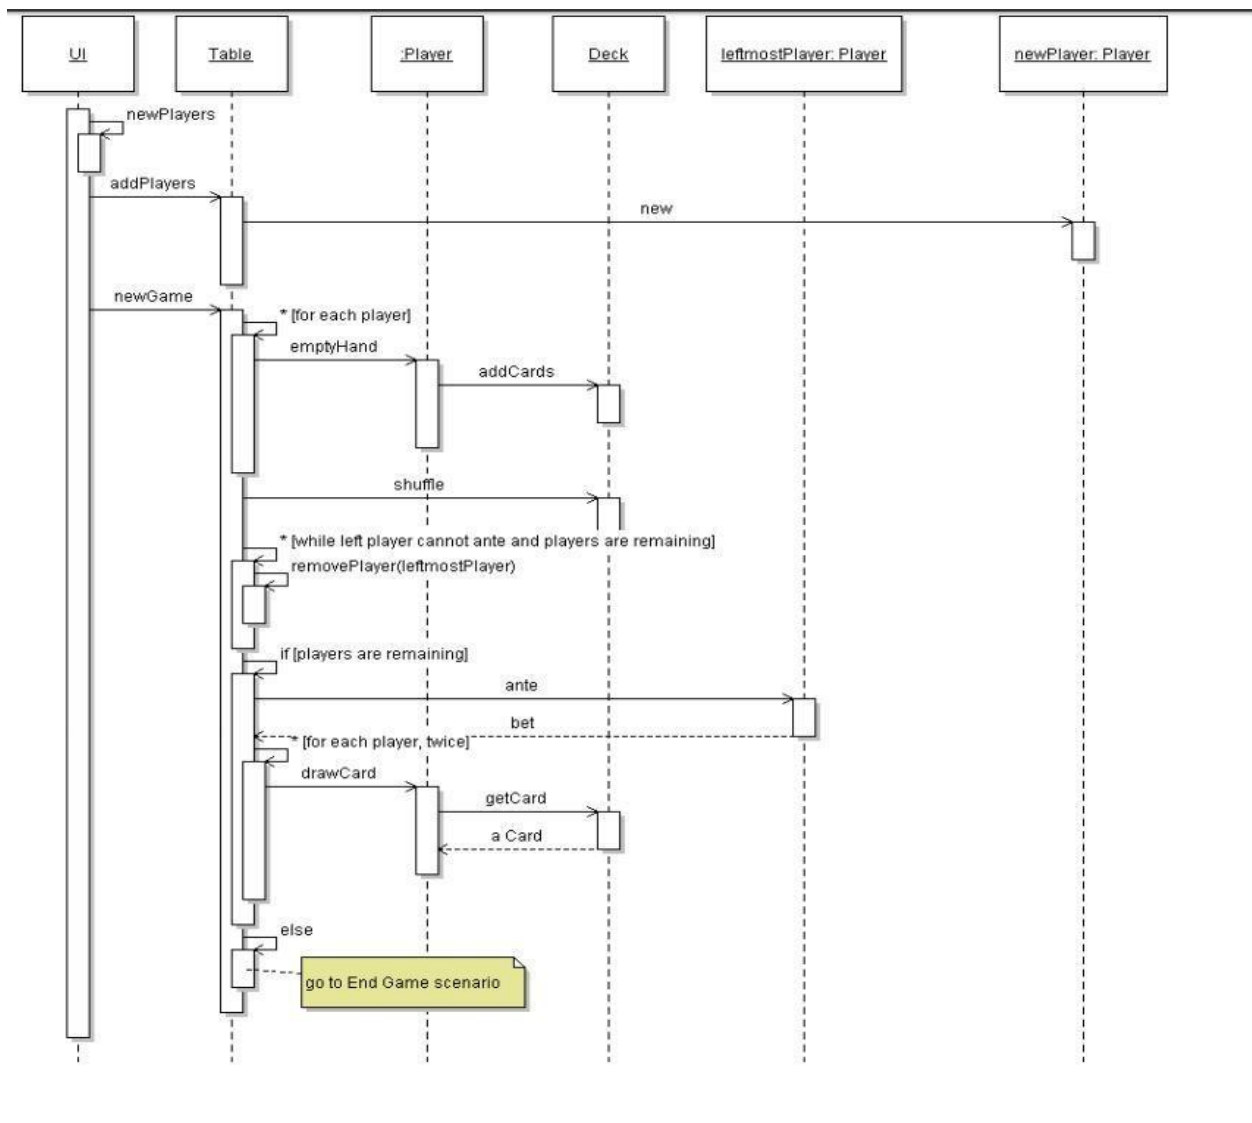 UI
Table
:Player
Deck
leftmostPlayer: Player
newPlayer: Player
newPlayers
addPlayers
new
newGame
* [for each player]
emptyHand
addCards
shuffle
* [while left player cannot ante and players are remaining]
removePlayer(leftmostPlayer)
if [players are remaining]
ante
bet
* [for each player, twice]
drawCard
getCard
a Card
else
go to End Game scenario